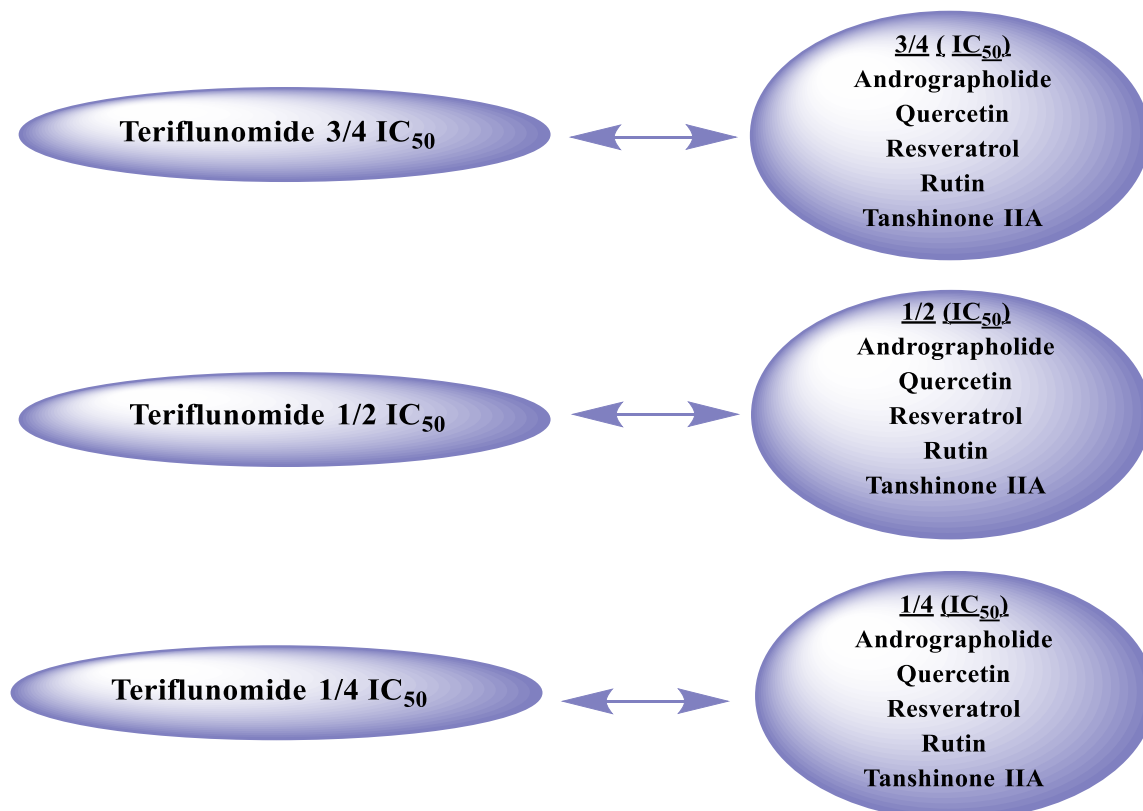 Teriflunomide 3/4 IC50
3/4 ( IC50)
Andrographolide
Quercetin
Resveratrol
Rutin
Tanshinone IIA
Teriflunomide 1/2 IC50
1/2 (IC50)
Andrographolide
Quercetin
Resveratrol
Rutin
Tanshinone IIA
Teriflunomide 1/4 IC50
1/4 (IC50)
Andrographolide
Quercetin
Resveratrol
Rutin
Tanshinone IIA